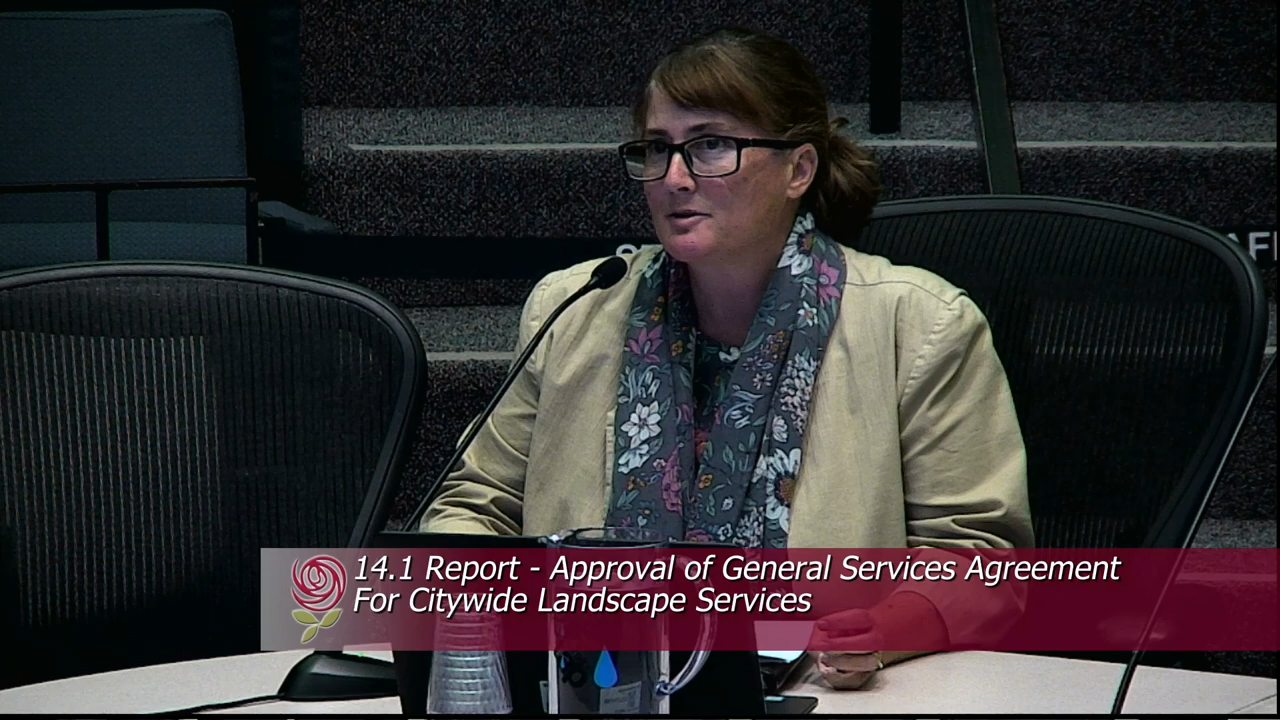 14.1 Report - Approval of General Services Agreement
For Citywide Landscape Services